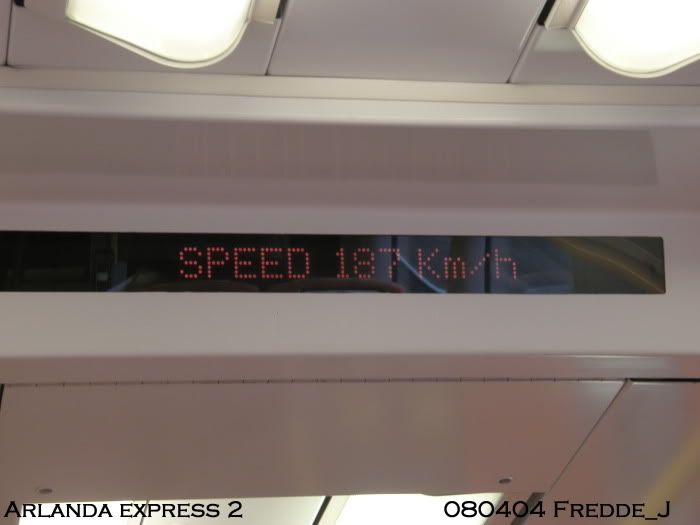 SPEED 187 Km/h
ARLANDA EXPRESS 2 080404 FREDDE_J